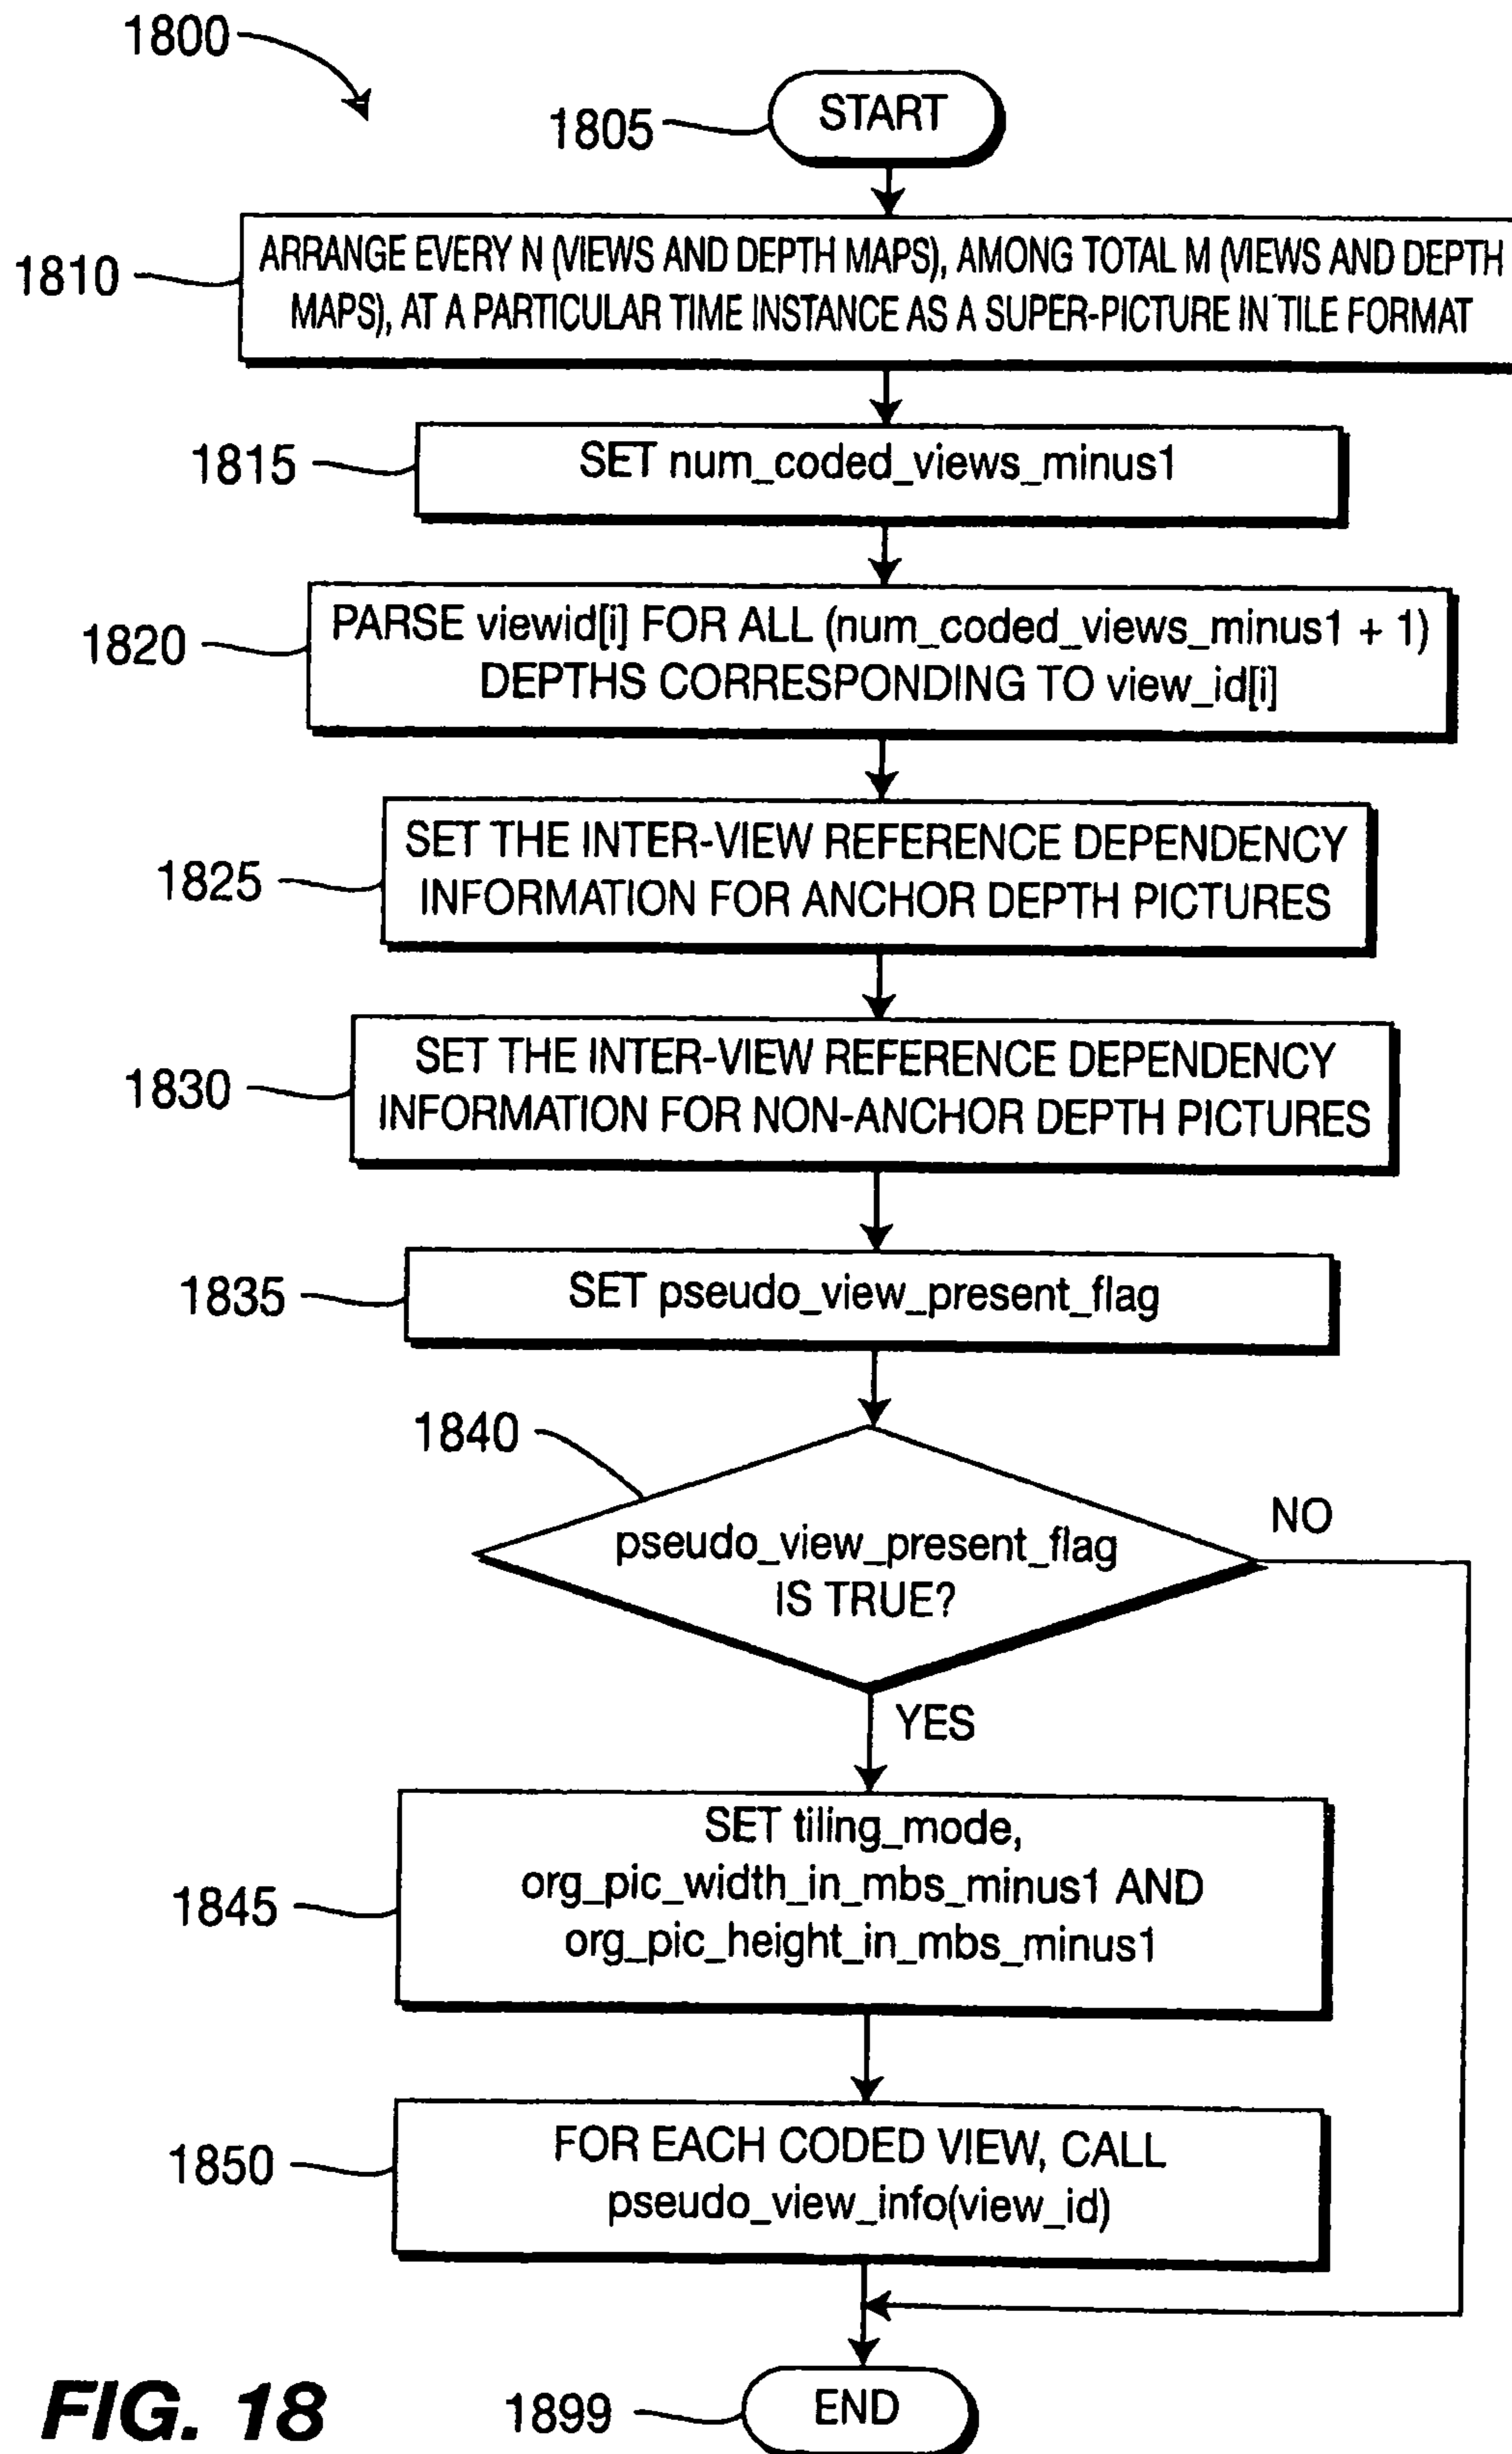 1800
1805
START
1810
ARRANGE EVERY N (VIEWS AND DEPTH MAPS), AMONG TOTAL M (VIEWS AND DEPTH
MAPS), AT A PARTICULAR TIME INSTANCE AS A SUPER-PICTURE IN TILE FORMAT
1815
SET num_coded_views_minus1
1820
PARSE viewid[i] FOR ALL (num_coded_views_minus1 + 1)
DEPTHS CORRESPONDING TO view_id[i]
1825
SET THE INTER-VIEW REFERENCE DEPENDENCY
INFORMATION FOR ANCHOR DEPTH PICTURES
1830
SET THE INTER-VIEW REFERENCE DEPENDENCY
INFORMATION FOR NON-ANCHOR DEPTH PICTURES
1835
SET pseudo_view_present_flag
1840
pseudo_view_present_flag
IS TRUE?
NO
YES
1845
SET tiling_mode,
org_pic_width_in_mbs_minus1 AND
org_pic_height_in_mbs_minus1
1850
FOR EACH CODED VIEW, CALL
pseudo_view_info(view_id)
1899
END
FIG. 18